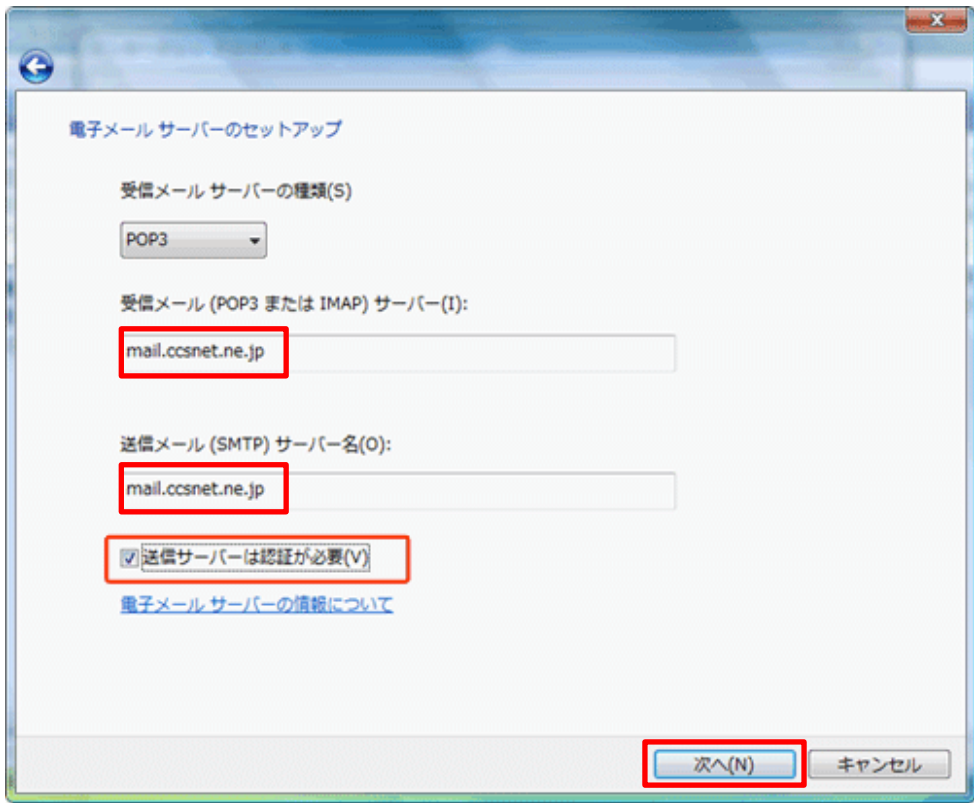 電子メール サーバーのセットアップ
受信メール サーバーの種類(S)
POP3
受信メール (POP3 または IMAP) サーバー(I):
mail.ccsnet.ne.jp
送信メール (SMTP) サーバー名(O):
mail.ccsnet.ne.jp
送信サーバーは認証が必要(V)
電子メール サーバーの情報について
次へ(N) キャンセル